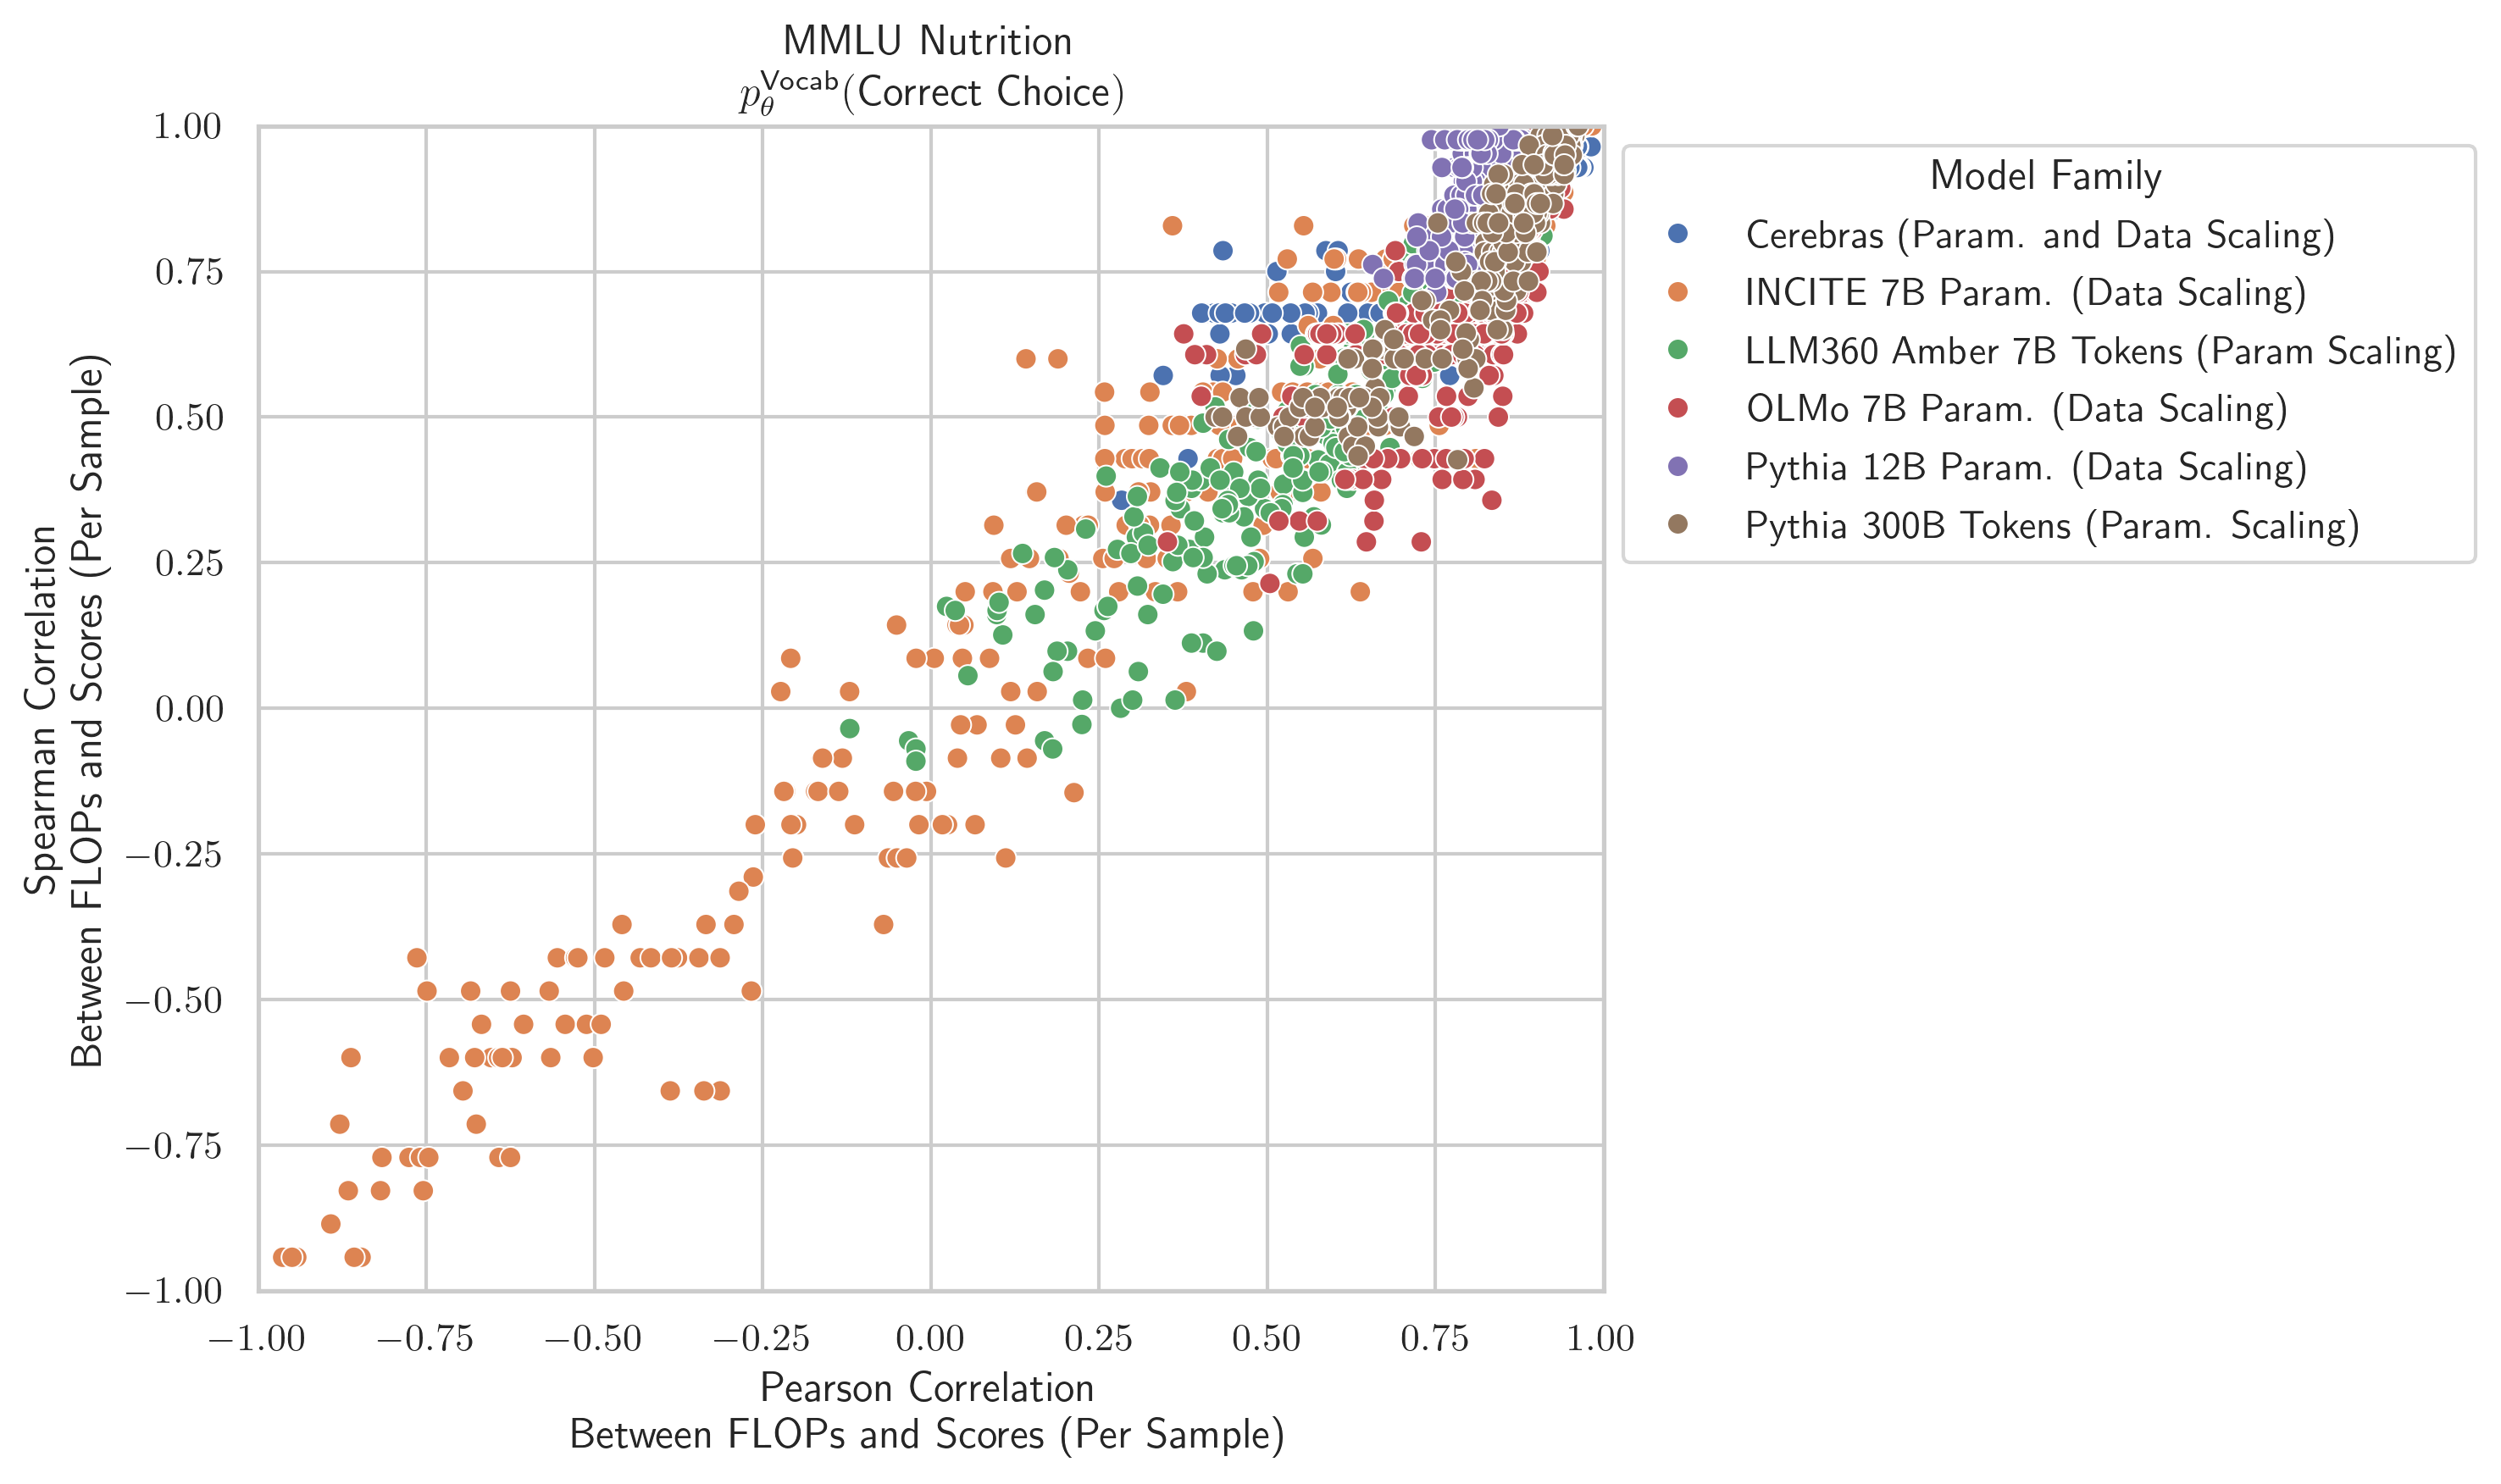 MMLU Nutrition
p_θ^Vocab(Correct Choice)
1.00
0.75
0.50
0.25
0.00
−0.25
−0.50
−0.75
−1.00
Spearman Correlation
Between FLOPs and Scores (Per Sample)
−1.00 −0.75 −0.50 −0.25 0.00 0.25 0.50 0.75 1.00
Pearson Correlation
Between FLOPs and Scores (Per Sample)
Model Family
Cerebras (Param. and Data Scaling)
INCITE 7B Param. (Data Scaling)
LLM360 Amber 7B Tokens (Param Scaling)
OLMo 7B Param. (Data Scaling)
Pythia 12B Param. (Data Scaling)
Pythia 300B Tokens (Param. Scaling)